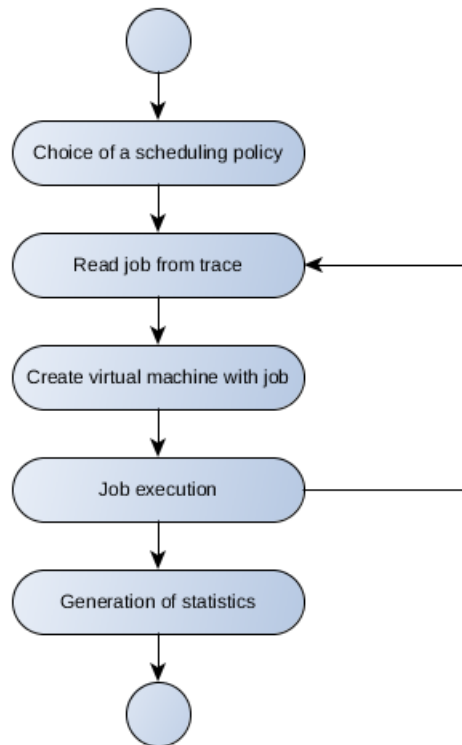 Choice of a scheduling policy
Read job from trace
Create virtual machine with job
Job execution
Generation of statistics